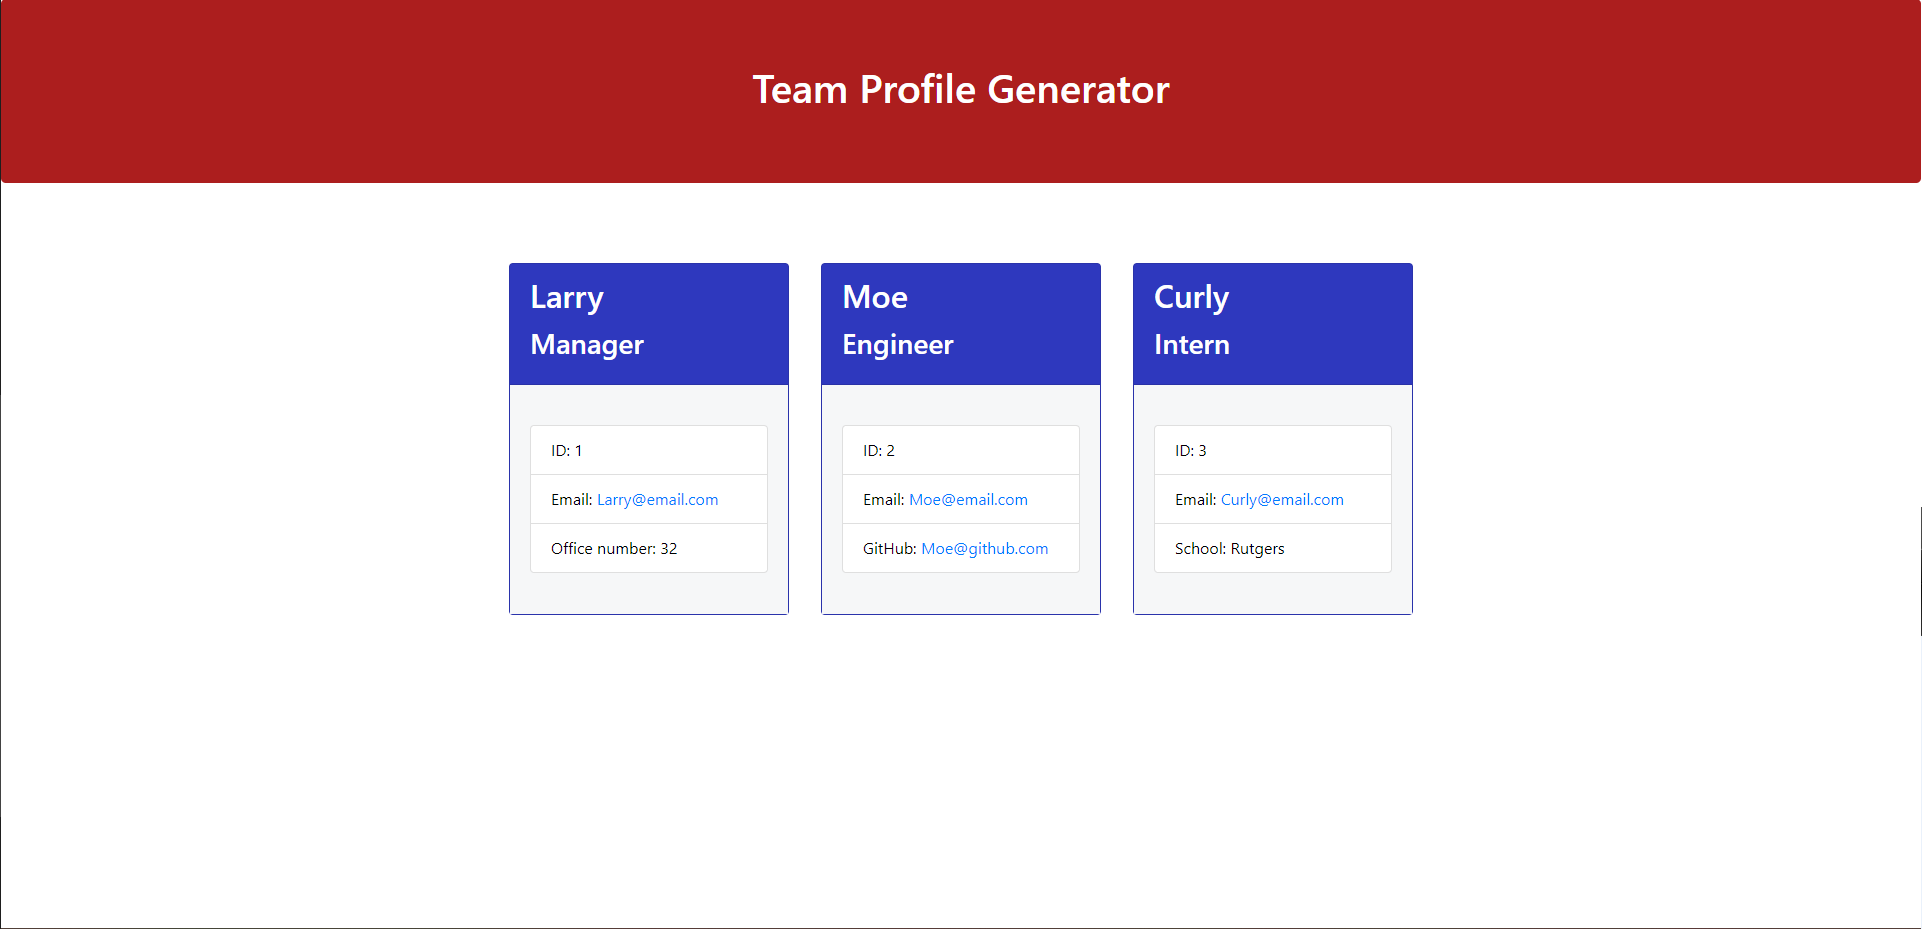 Team Profile Generator
Larry
Manager
ID: 1
Email: Larry@email.com
Office number: 32
Moe
Engineer
ID: 2
Email: Moe@email.com
GitHub: Moe@github.com
Curly
Intern
ID: 3
Email: Curly@email.com
School: Rutgers